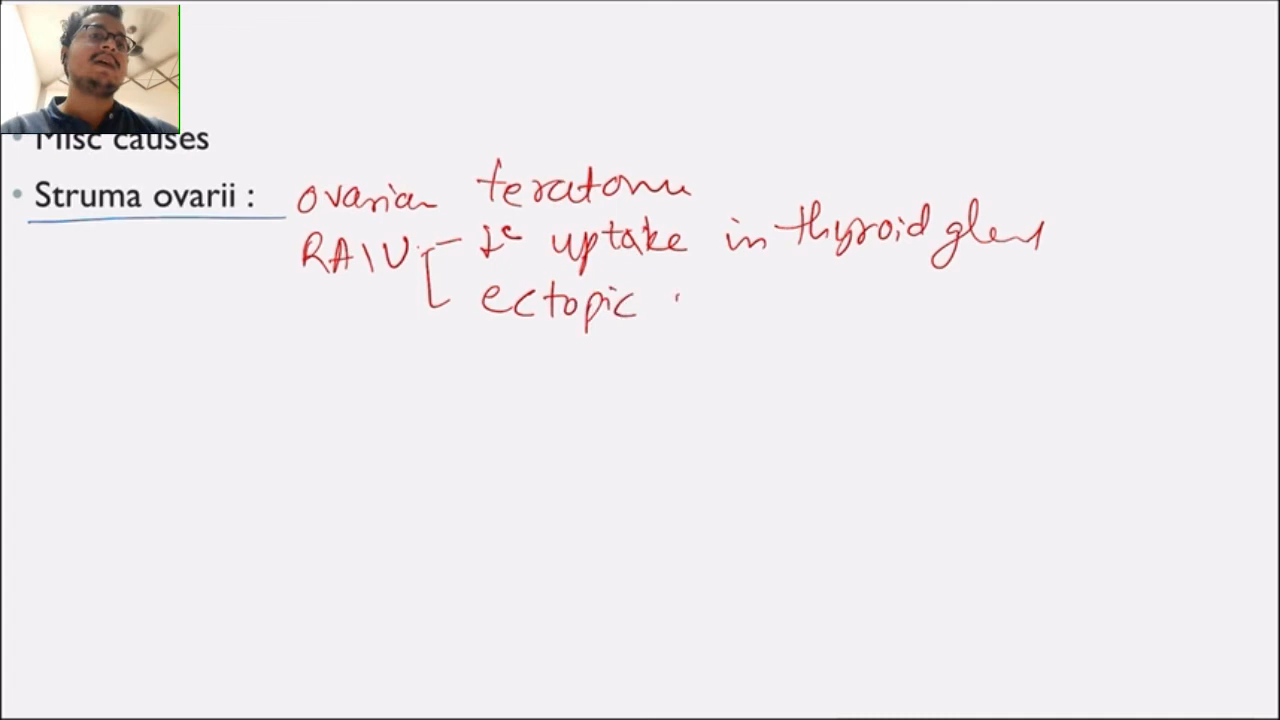 • Misc causes
• Struma ovarii : ovarian teratoma
RAIU - ↓e uptake in thyroid gland
ectopic